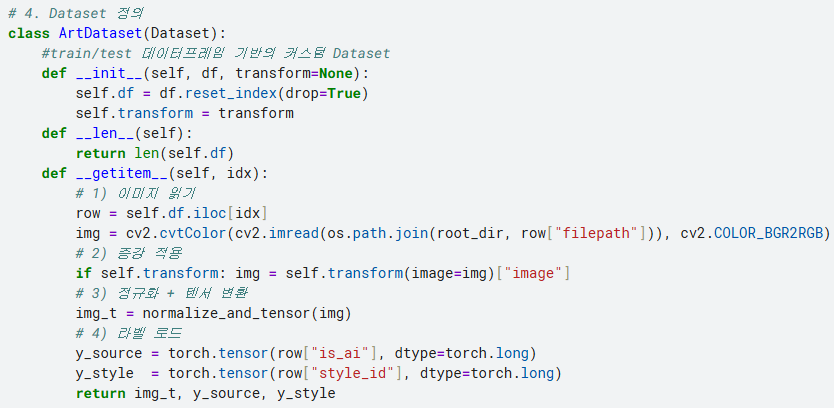 # 4. Dataset 정의
class ArtDataset(Dataset):
    #train/test 데이터프레임 기반의 커스텀 Dataset
    def __init__(self, df, transform=None):
        self.df = df.reset_index(drop=True)
        self.transform = transform
    def __len__(self):
        return len(self.df)
    def __getitem__(self, idx):
        # 1) 이미지 읽기
        row = self.df.iloc[idx]
        img = cv2.cvtColor(cv2.imread(os.path.join(root_dir, row["filepath"])), cv2.COLOR_BGR2RGB)
        # 2) 증강 적용
        if self.transform: img = self.transform(image=img)["image"]
        # 3) 정규화 + 텐서 변환
        img_t = normalize_and_tensor(img)
        # 4) 라벨 로드
        y_source = torch.tensor(row["is_ai"], dtype=torch.long)
        y_style  = torch.tensor(row["style_id"], dtype=torch.long)
        return img_t, y_source, y_style